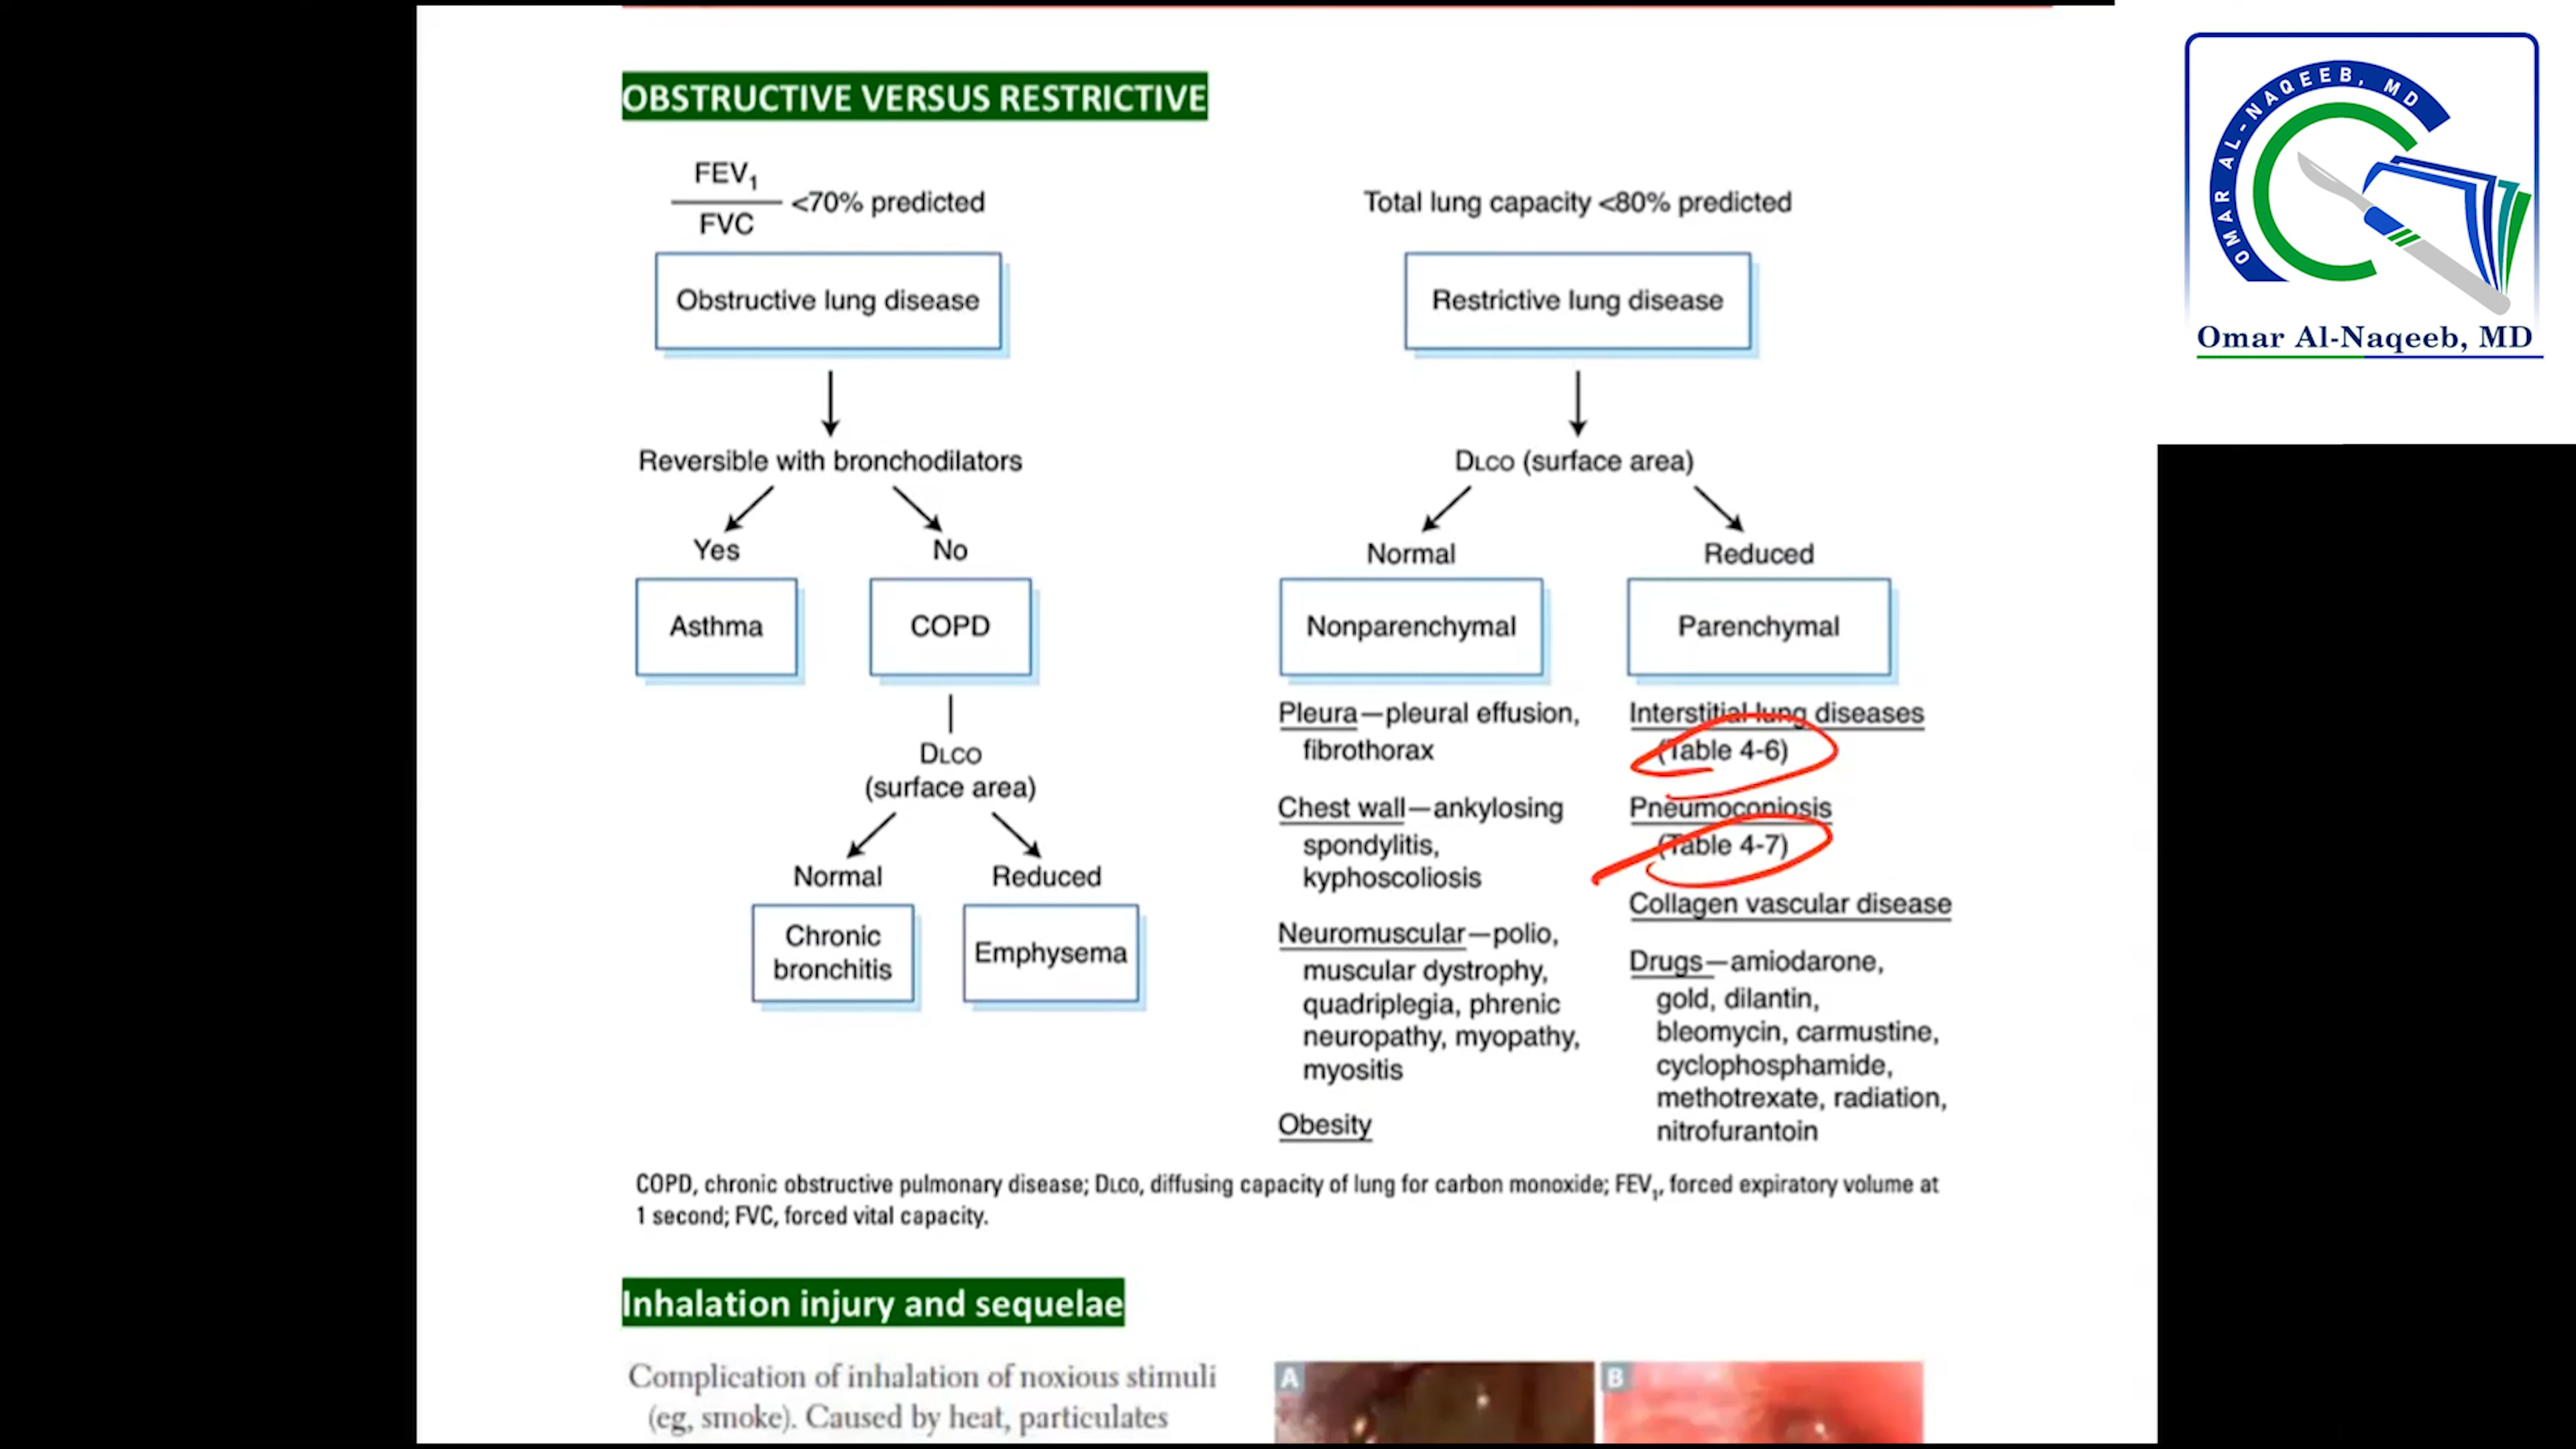 OBSTRUCTIVE VERSUS RESTRICTIVE
FEV1
FVC
<70% predicted
Obstructive lung disease
Reversible with bronchodilators
Yes
No
Asthma
COPD
DLCO
(surface area)
Normal
Reduced
Chronic
bronchitis
Emphysema
Total lung capacity <80% predicted
Restrictive lung disease
DLCO (surface area)
Normal
Reduced
Nonparenchymal
Parenchymal
Pleura—pleural effusion,
fibrothorax
Chest wall—ankylosing
spondylitis,
kyphoscoliosis
Neuromuscular—polio,
muscular dystrophy,
quadriplegia, phrenic
neuropathy, myopathy,
myositis
Obesity
Interstitial lung diseases
(Table 4-6)
Pneumoconiosis
(Table 4-7)
Collagen vascular disease
Drugs—amiodarone,
gold, dilantin,
bleomycin, carmustine,
cyclophosphamide,
methotrexate, radiation,
nitrofurantoin
COPD, chronic obstructive pulmonary disease; DLCO, diffusing capacity of lung for carbon monoxide; FEV1, forced expiratory volume at
1 second; FVC, forced vital capacity.
Inhalation injury and sequelae
Complication of inhalation of noxious stimuli
(eg, smoke). Caused by heat, particulates
A
B
OMAR AL-NAQEEB, MD
Omar Al-Naqeeb, MD